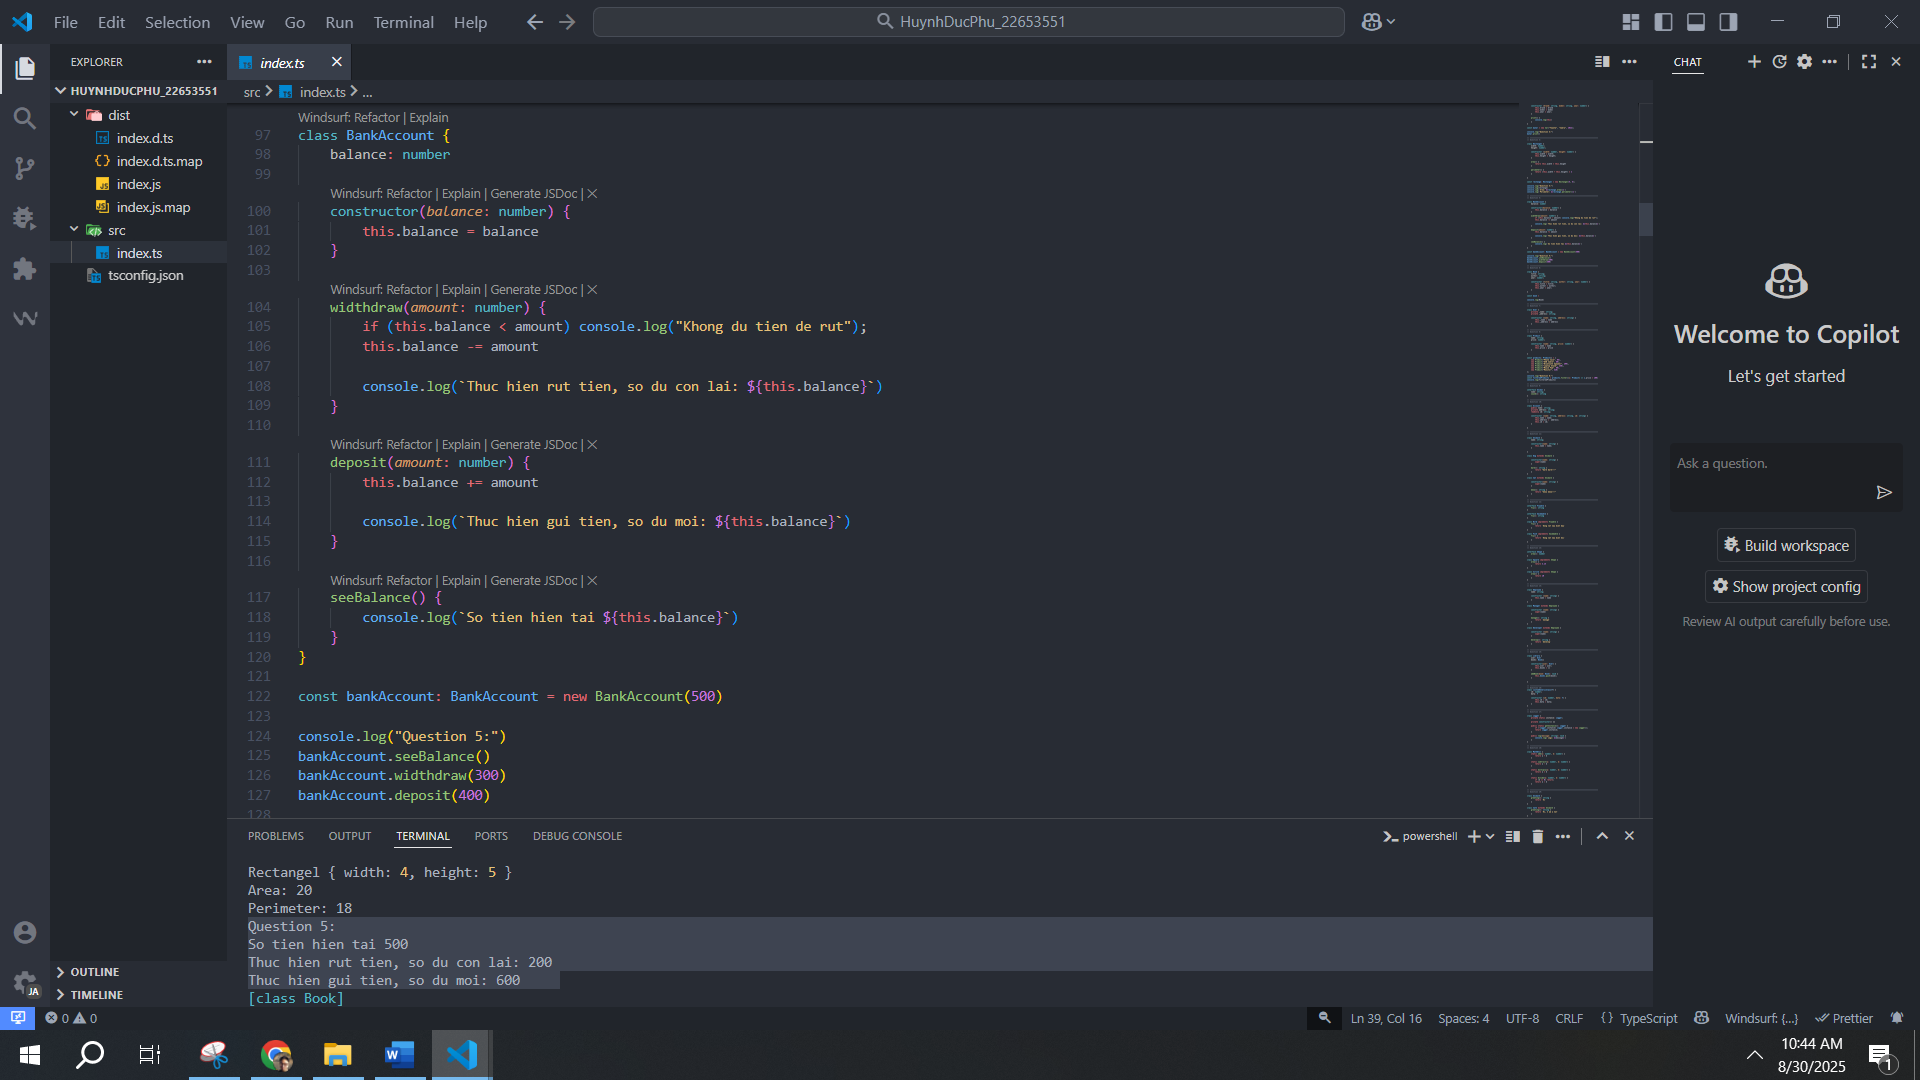 File Edit Selection View Go Run Terminal Help
HuynhDucPhu_22653551
EXPLORER
HUYNHDUCPHU_22653551
dist
index.d.ts
index.d.ts.map
index.js
index.js.map
src
index.ts
tsconfig.json
OUTLINE
TIMELINE
index.ts
src > index.ts > ...
Windsurf: Refactor | Explain
97 class BankAccount {
98 balance: number
99
Windsurf: Refactor | Explain | Generate JSDoc | ×
100 constructor(balance: number) {
101 this.balance = balance
102 }
103
Windsurf: Refactor | Explain | Generate JSDoc | ×
104 widthdraw(amount: number) {
105 if (this.balance < amount) console.log("Khong du tien de rut");
106 this.balance -= amount
107
108 console.log(`Thuc hien rut tien, so du con lai: ${this.balance}`)
109 }
110
Windsurf: Refactor | Explain | Generate JSDoc | ×
111 deposit(amount: number) {
112 this.balance += amount
113
114 console.log(`Thuc hien gui tien, so du moi: ${this.balance}`)
115 }
116
Windsurf: Refactor | Explain | Generate JSDoc | ×
117 seeBalance() {
118 console.log(`So tien hien tai ${this.balance}`)
119 }
120 }
121
122 const bankAccount: BankAccount = new BankAccount(500)
123
124 console.log("Question 5:")
125 bankAccount.seeBalance()
126 bankAccount.widthdraw(300)
127 bankAccount.deposit(400)
128
PROBLEMS OUTPUT TERMINAL PORTS DEBUG CONSOLE
powershell
Rectangel { width: 4, height: 5 }
Area: 20
Perimeter: 18
Question 5:
So tien hien tai 500
Thuc hien rut tien, so du con lai: 200
Thuc hien gui tien, so du moi: 600
[class Book]
CHAT
Welcome to Copilot
Let's get started
Ask a question.
Build workspace
Show project config
Review AI output carefully before use.
JA
0 0
Ln 39, Col 16 Spaces: 4 UTF-8 CRLF {} TypeScript Windsurf: {...} Prettier
10:44 AM
8/30/2025
1